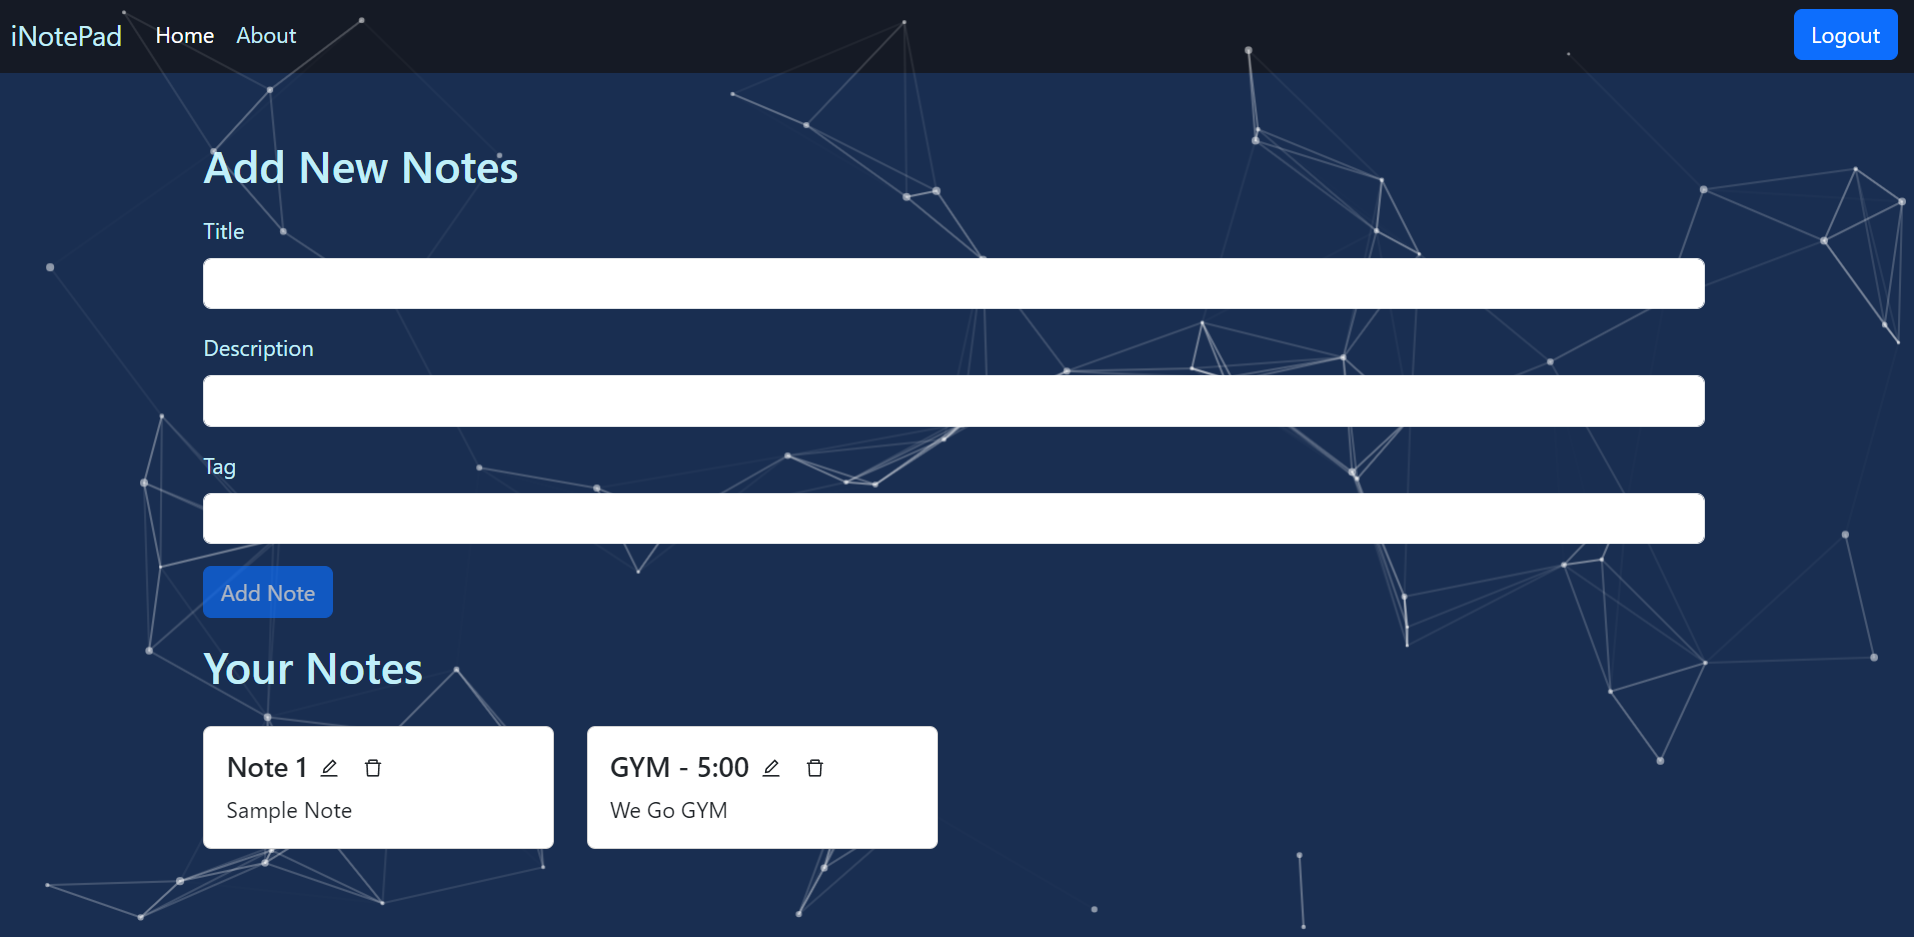 iNotePad Home About Logout
Add New Notes
Title
Description
Tag
Add Note
Your Notes
Note 1
Sample Note
GYM - 5:00
We Go GYM